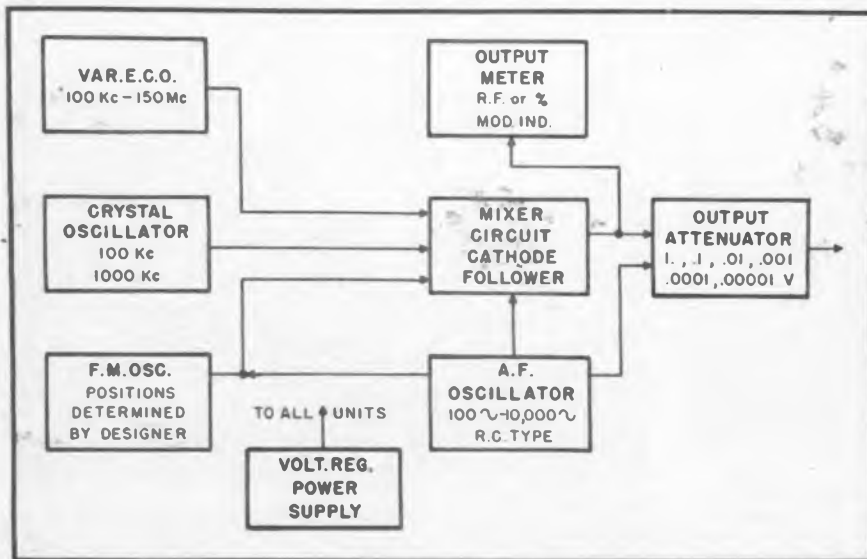 VAR.E.C.O.
100 Kc – 150 Mc
OUTPUT
METER
R.F. or %
MOD. IND.
CRYSTAL
OSCILLATOR
100 Kc
1000 Kc
MIXER
CIRCUIT
CATHODE
FOLLOWER
OUTPUT
ATTENUATOR
1. , .1 , .01 , .001
.0001 , .00001 V
F.M. OSC.
POSITIONS
DETERMINED
BY DESIGNER
TO ALL UNITS
A.F.
OSCILLATOR
100∿-10,000∿
R.C. TYPE
VOLT. REG.
POWER
SUPPLY